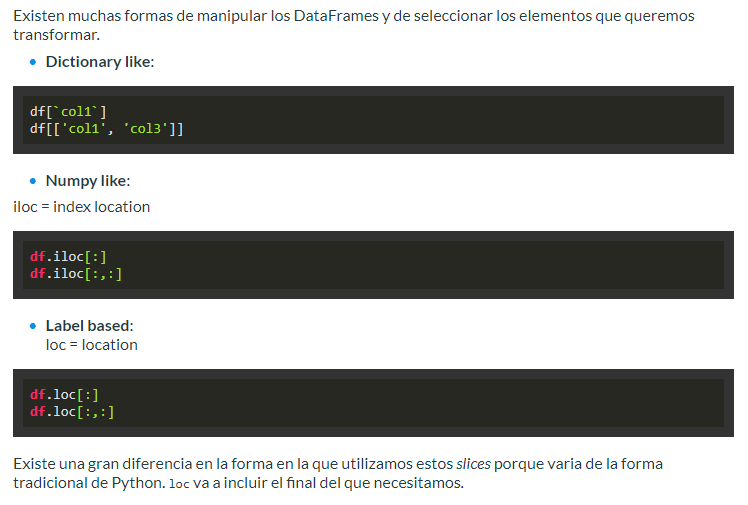 Existen muchas formas de manipular los DataFrames y de seleccionar los elementos que queremos
transformar.
• Dictionary like:
df[`col1`]
df[['col1', 'col3']]
• Numpy like:
iloc = index location
df.iloc[:]
df.iloc[:,:]
• Label based:
loc = location
df.loc[:]
df.loc[:,:]
Existe una gran diferencia en la forma en la que utilizamos estos slices porque varia de la forma
tradicional de Python. loc va a incluir el final del que necesitamos.